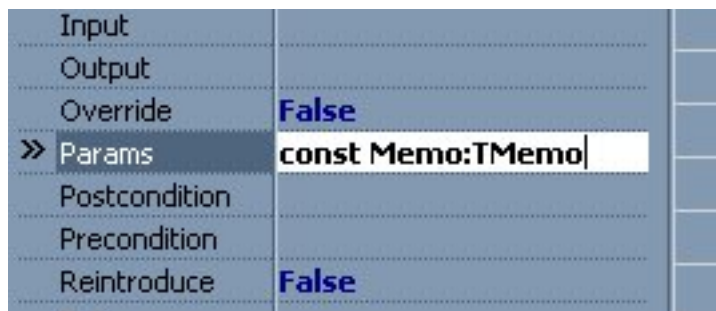 Input
Output
Override False
» Params const Memo:TMemo
Postcondition
Precondition
Reintroduce False